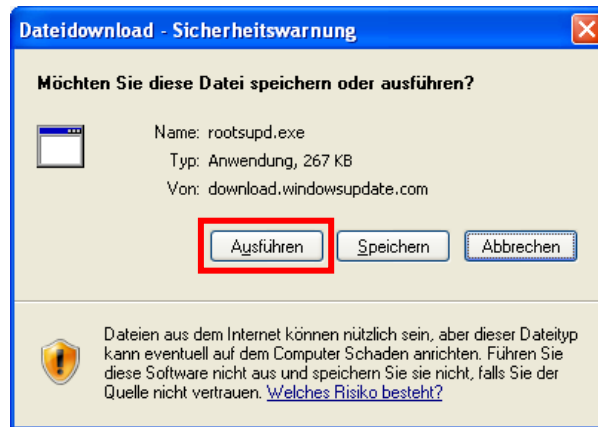 Dateidownload - Sicherheitswarnung
Möchten Sie diese Datei speichern oder ausführen?
Name: rootsupd.exe
Typ: Anwendung, 267 KB
Von: download.windowsupdate.com
Ausführen Speichern Abbrechen
Dateien aus dem Internet können nützlich sein, aber dieser Dateityp
kann eventuell auf dem Computer Schaden anrichten. Führen Sie
diese Software nicht aus und speichern Sie sie nicht, falls Sie der
Quelle nicht vertrauen. Welches Risiko besteht?